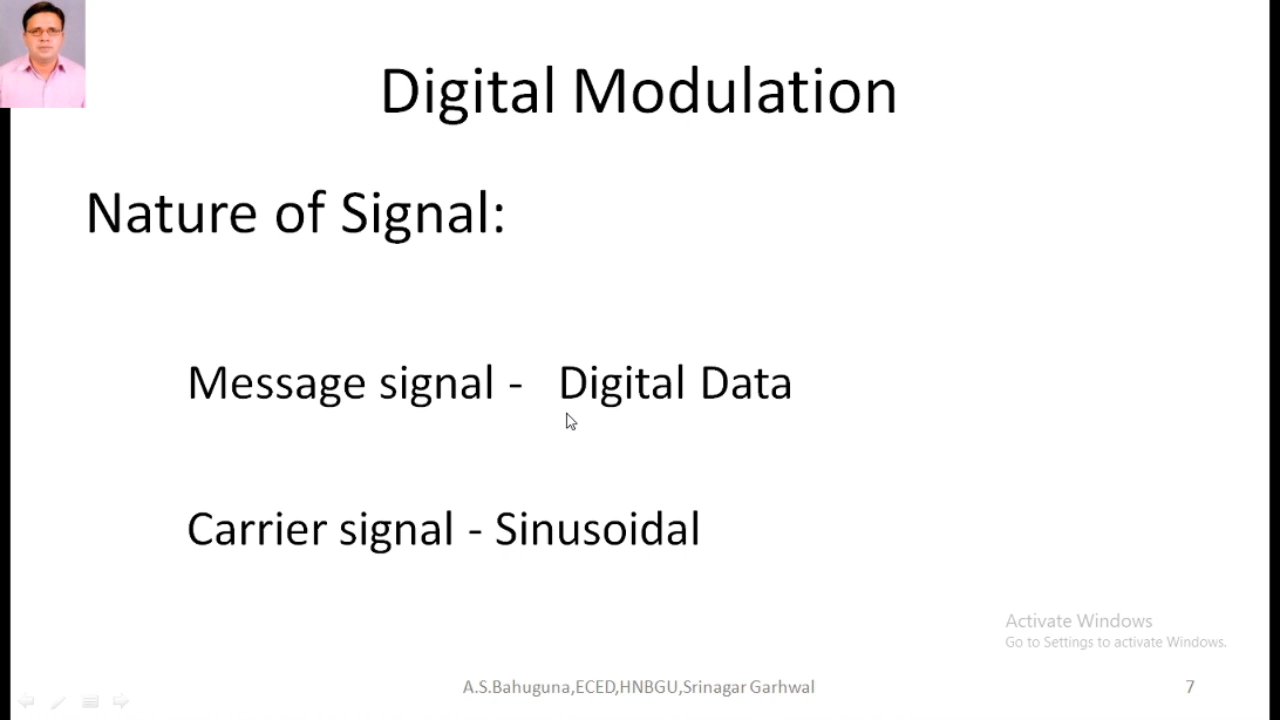 Digital Modulation
Nature of Signal:
Message signal -   Digital Data
Carrier signal - Sinusoidal
Activate Windows
Go to Settings to activate Windows.
A.S.Bahuguna,ECED,HNBGU,Srinagar Garhwal
7